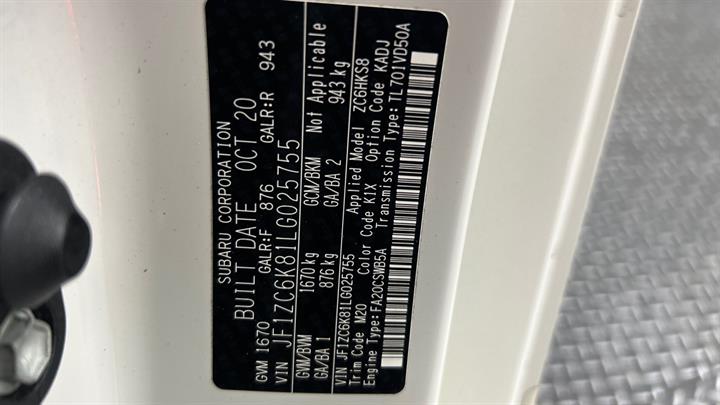 SUBARU CORPORATION
BUILT DATE OCT 20
GVM 1670 GALR:F 876 GALR:R 943
VIN JF1ZC6K81LG025755
GVM/BVM 1670 kg GCM/BKM Not Applicable
GA/BA 1 876 kg GA/BA 2 943 kg
VIN JF1ZC6K81LG025755 Applied Model ZC6HKS8
Trim Code M20 Color Code K1X Option Code KADJ
Engine Type: FA20CSWB5A Transmission Type: TL701VD50A